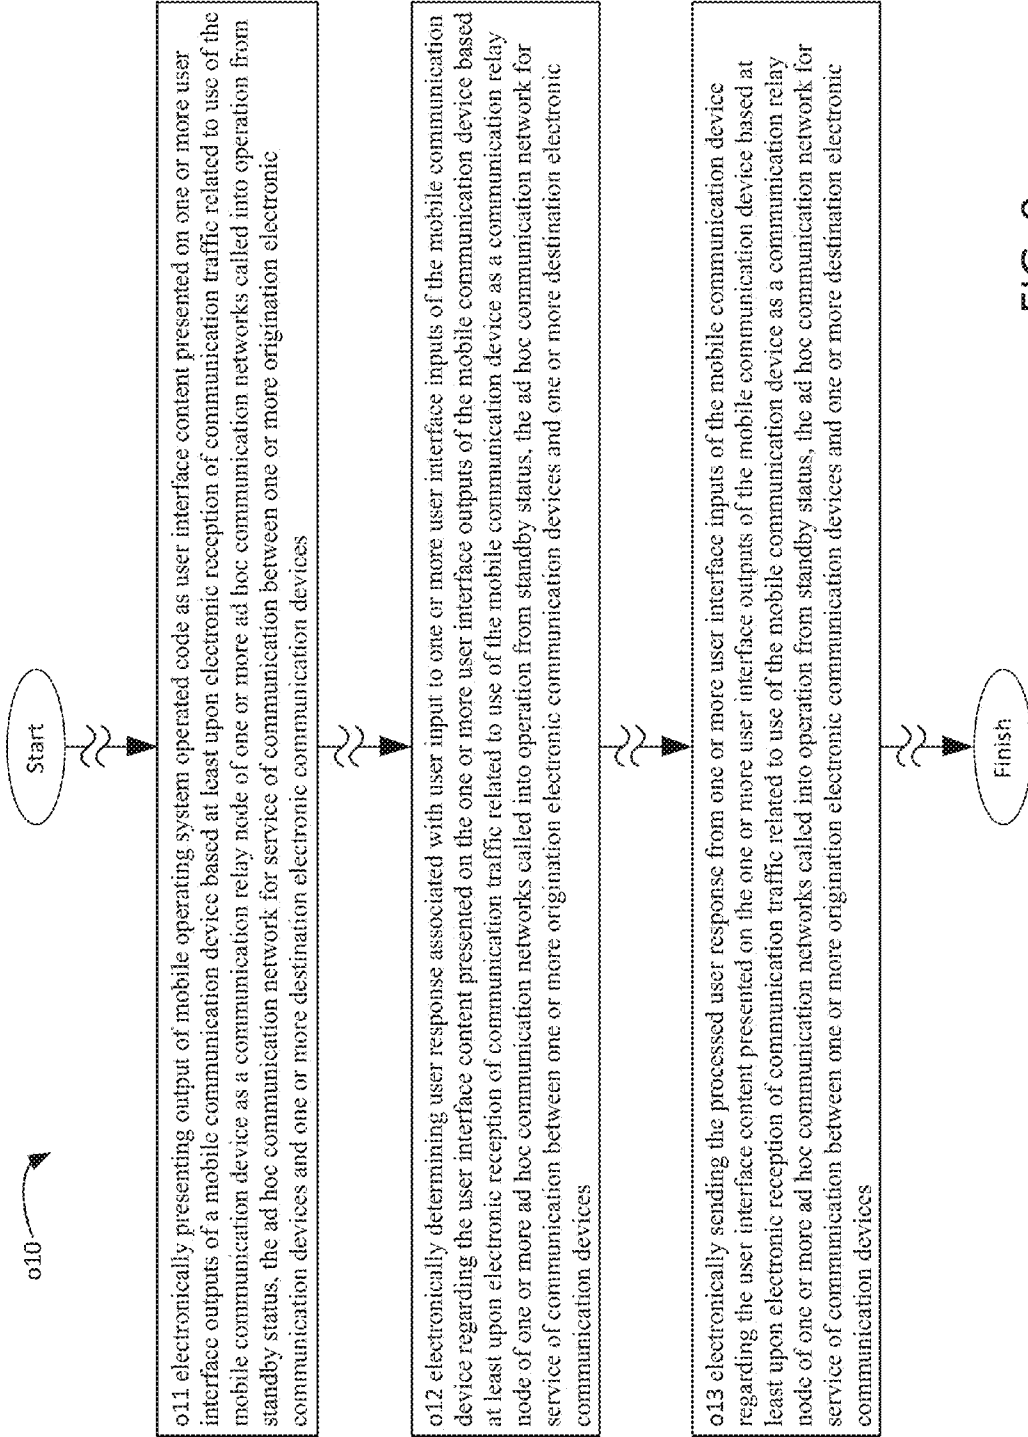 o10
Start
o11 electronically presenting output of mobile operating system operated code as user interface content presented on one or more user
interface outputs of a mobile communication device based at least upon electronic reception of communication traffic related to use of the
mobile communication device as a communication relay node of one or more ad hoc communication networks called into operation from
standby status, the ad hoc communication network for service of communication between one or more origination electronic
communication devices and one or more destination electronic communication devices
o12 electronically determining user response associated with user input to one or more user interface inputs of the mobile communication
device regarding the user interface content presented on the one or more user interface outputs of the mobile communication device based
at least upon electronic reception of communication traffic related to use of the mobile communication device as a communication relay
node of one or more ad hoc communication networks called into operation from standby status, the ad hoc communication network for
service of communication between one or more origination electronic communication devices and one or more destination electronic
communication devices
o13 electronically sending the processed user response from one or more user interface inputs of the mobile communication device
regarding the user interface content presented on the one or more user interface outputs of the mobile communication device based at
least upon electronic reception of communication traffic related to use of the mobile communication device as a communication relay
node of one or more ad hoc communication networks called into operation from standby status, the ad hoc communication network for
service of communication between one or more origination electronic communication devices and one or more destination electronic
communication devices
Finish